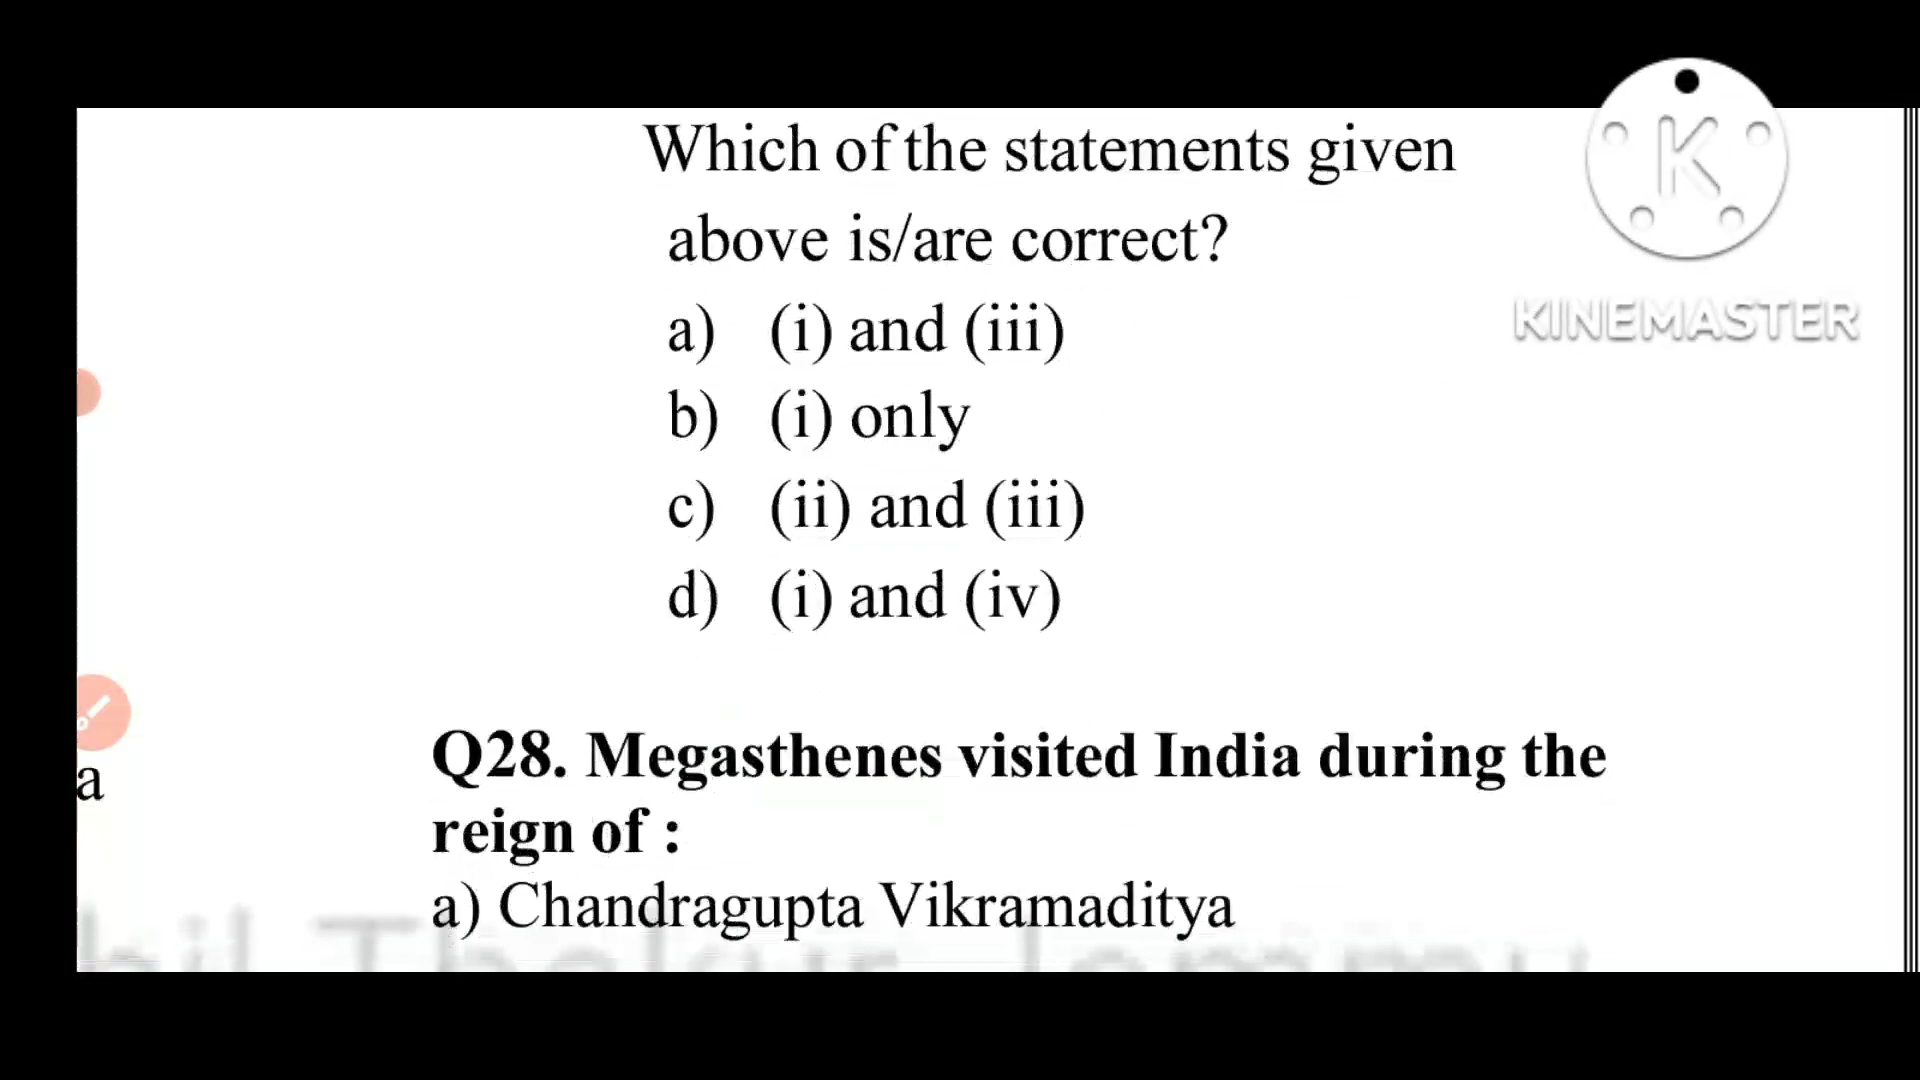 Which of the statements given
above is/are correct?
a) (i) and (iii)
b) (i) only
c) (ii) and (iii)
d) (i) and (iv)
K
KINEMASTER
a
Q28. Megasthenes visited India during the
reign of :
a) Chandragupta Vikramaditya